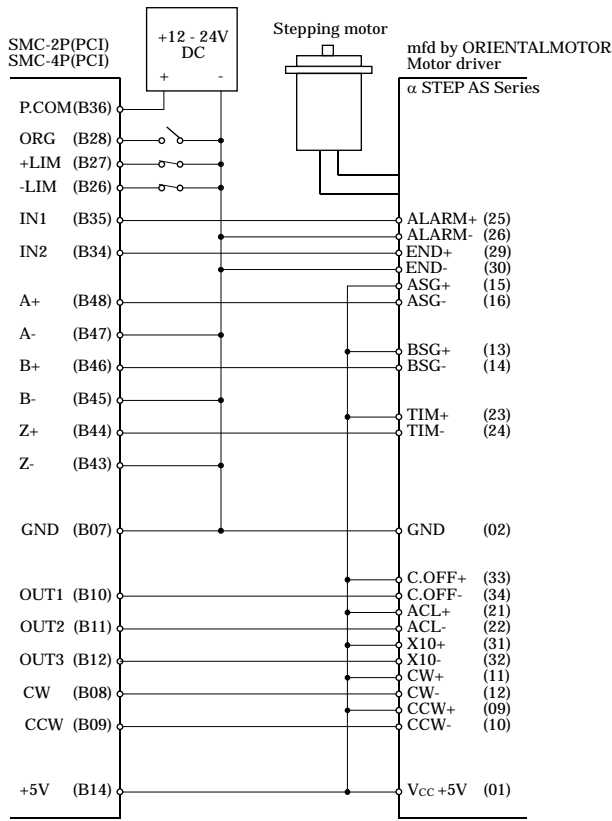 SMC-2P(PCI)
SMC-4P(PCI)
+12 - 24V
DC
+ -
Stepping motor
mfd by ORIENTALMOTOR
Motor driver
α STEP AS Series
P.COM(B36)
ORG (B28)
+LIM (B27)
-LIM (B26)
IN1 (B35)
ALARM+ (25)
ALARM- (26)
IN2 (B34)
END+ (29)
END- (30)
ASG+ (15)
A+ (B48)
ASG- (16)
A- (B47)
BSG+ (13)
B+ (B46)
BSG- (14)
B- (B45)
TIM+ (23)
Z+ (B44)
TIM- (24)
Z- (B43)
GND (B07)
GND (02)
C.OFF+ (33)
OUT1 (B10)
C.OFF- (34)
ACL+ (21)
OUT2 (B11)
ACL- (22)
X10+ (31)
OUT3 (B12)
X10- (32)
CW+ (11)
CW (B08)
CW- (12)
CCW+ (09)
CCW (B09)
CCW- (10)
+5V (B14)
Vcc +5V (01)